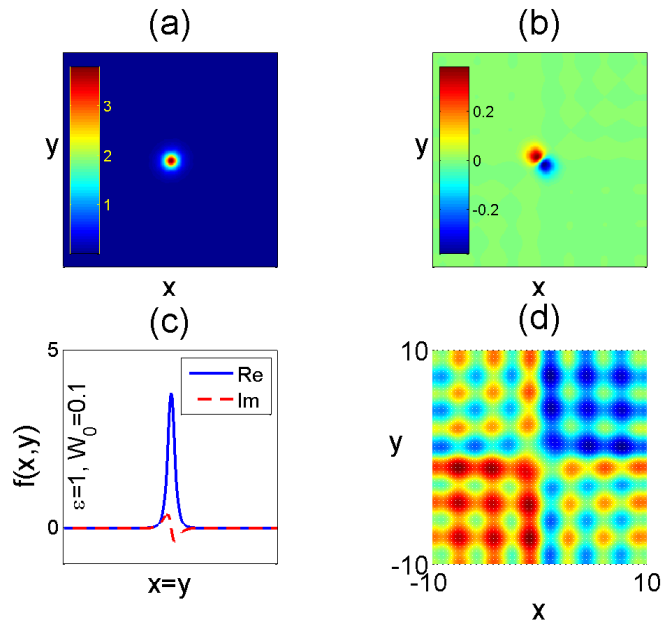 (a)
y
3
2
1
x
(b)
y
0.2
0
-0.2
x
(c)
f(x,y)
5
0
ε=1, W₀=0.1
Re
Im
x=y
(d)
y
10
-10
-10
10
x